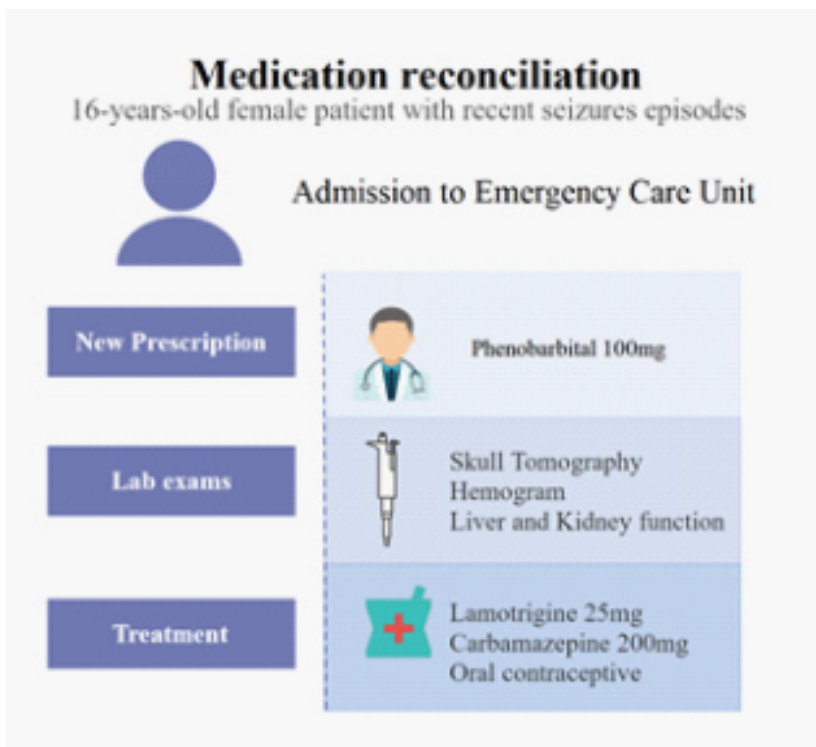 Medication reconciliation
16-years-old female patient with recent seizures episodes
Admission to Emergency Care Unit
New Prescription
Phenobarbital 100mg
Lab exams
Skull Tomography
Hemogram
Liver and Kidney function
Treatment
Lamotrigine 25mg
Carbamazepine 200mg
Oral contraceptive